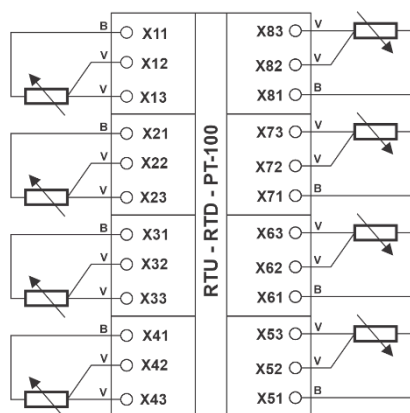 B X11 X83 V
V X12 X82 V
V X13 X81 B
B X21 X73 V
V X22 X72 V
V X23 X71 B
RTU - RTD - PT-100
B X31 X63 V
V X32 X62 V
V X33 X61 B
B X41 X53 V
V X42 X52 V
V X43 X51 B